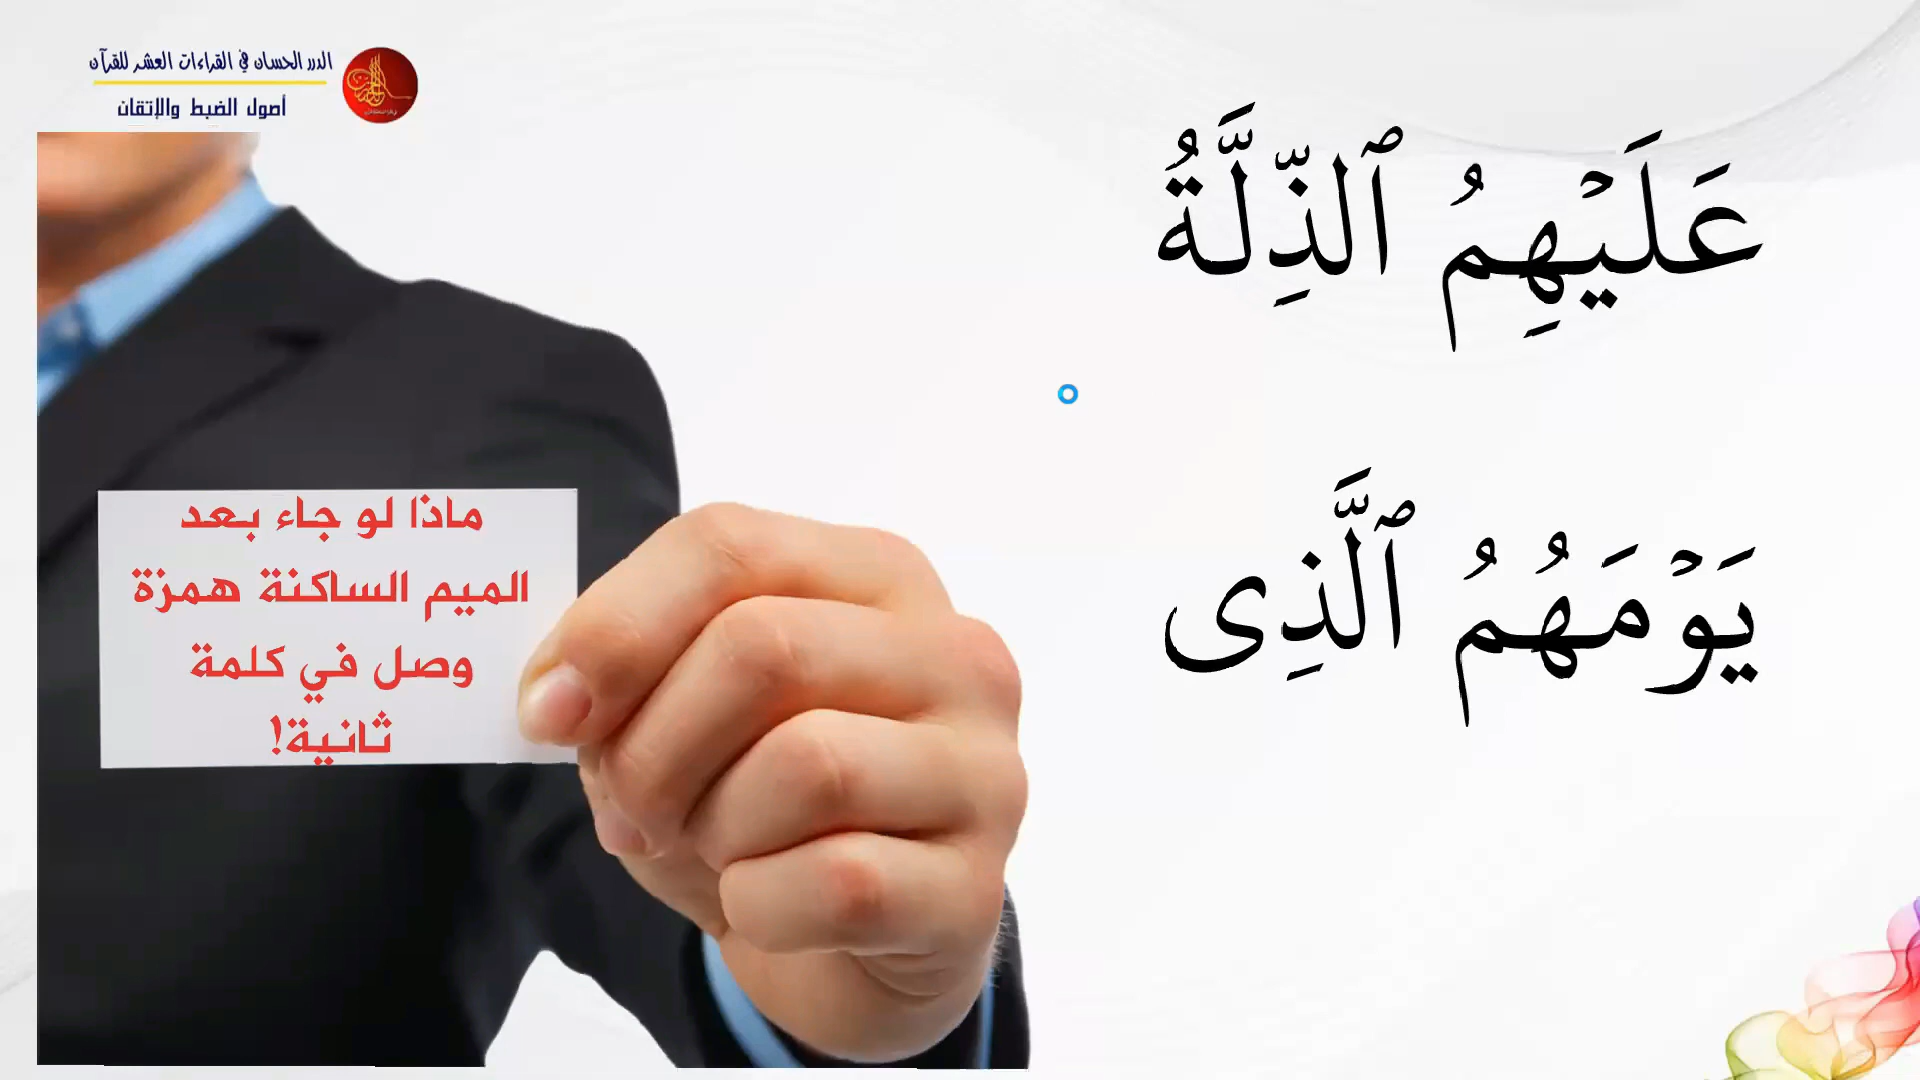 الدرر الحسان في القراءات العشر للقرآن
أصول الضبط والإتقان
عَلَيْهِمُ ٱلذِّلَّةُ
يَوْمَهُمُ ٱلَّذِى
ماذا لو جاء بعد
الميم الساكنة همزة
وصل في كلمة
ثانية!